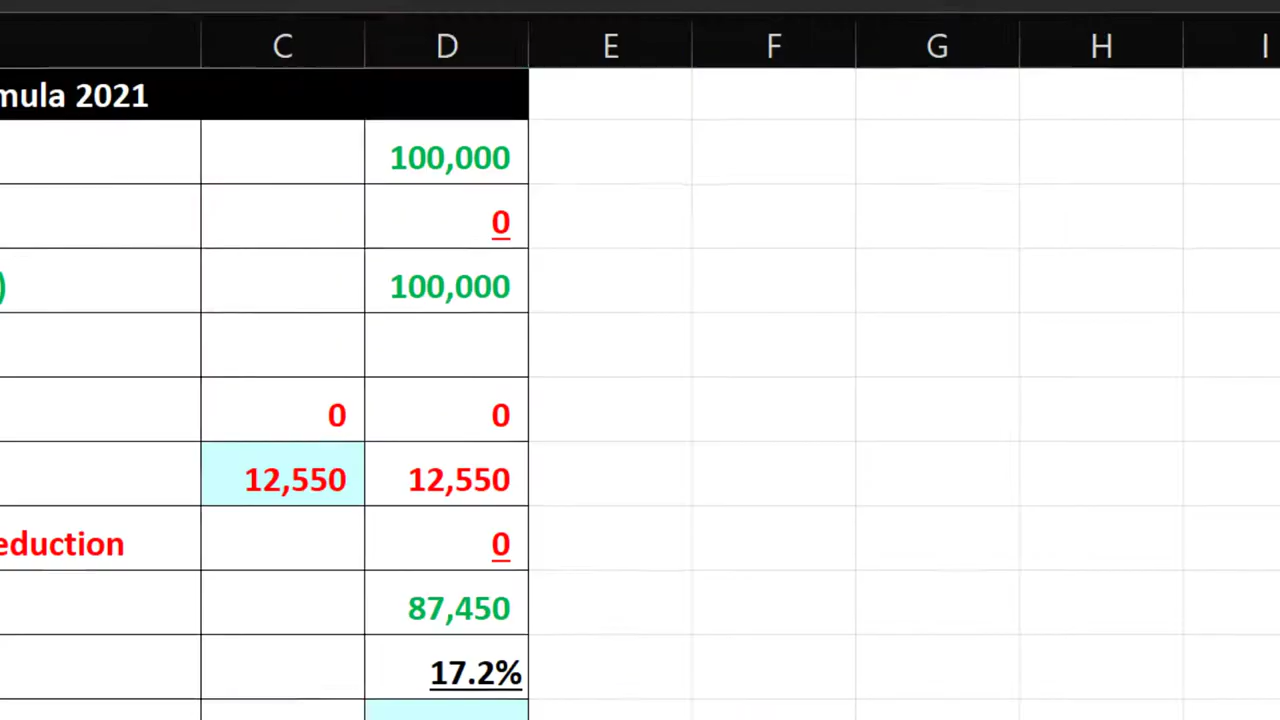 C D E F G H I
mula 2021
100,000
0
) 100,000
0 0
12,550 12,550
eduction 0
87,450
17.2%